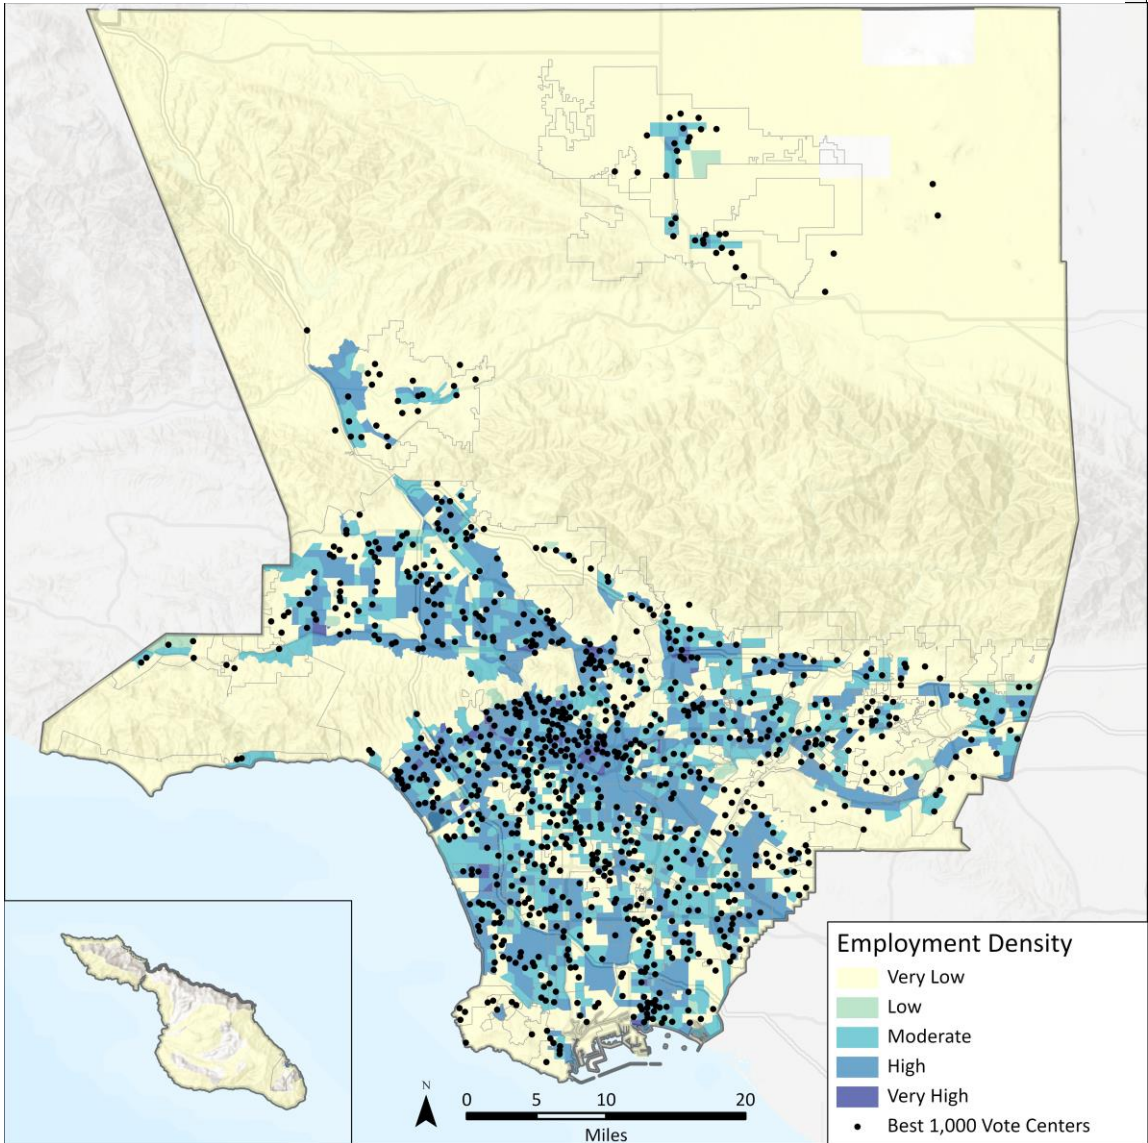 Employment Density
Very Low
Low
Moderate
High
Very High
Best 1,000 Vote Centers
N
0 5 10 20
Miles